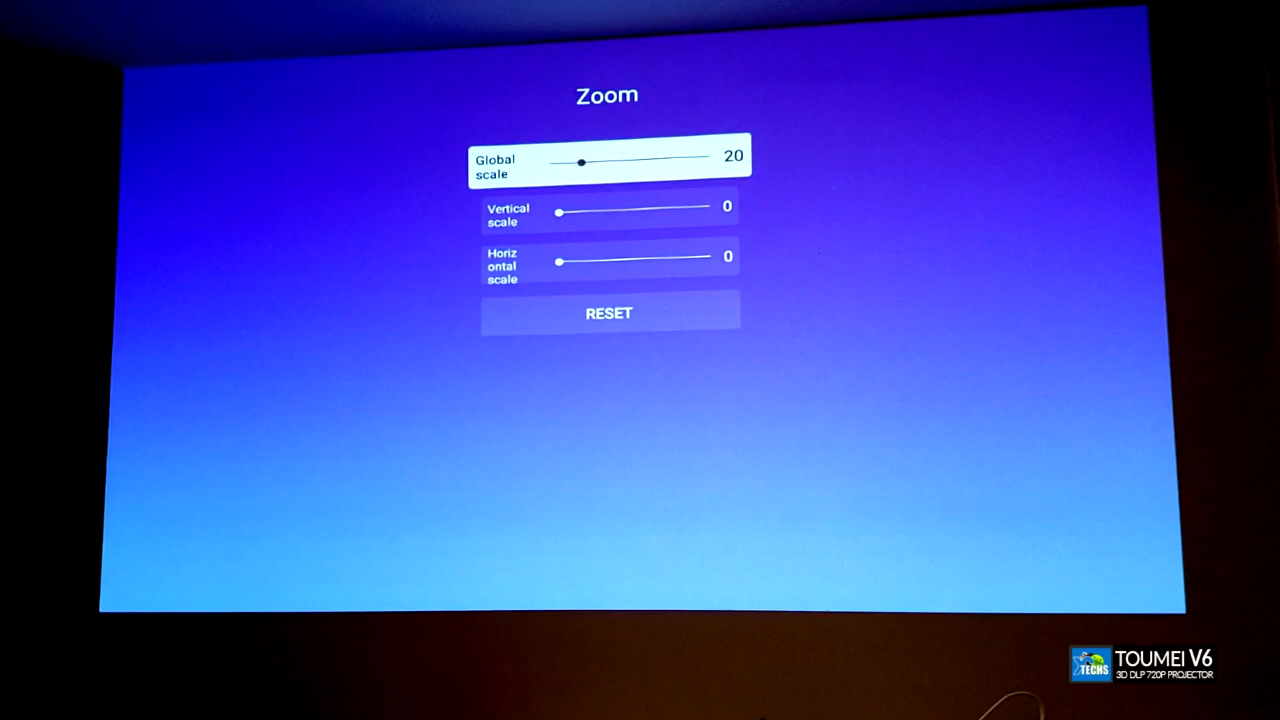 Zoom
Global
scale
20
Vertical
scale
0
Horiz
ontal
scale
0
RESET
TECHS
TOUMEI V6
3D DLP 720P PROJECTOR